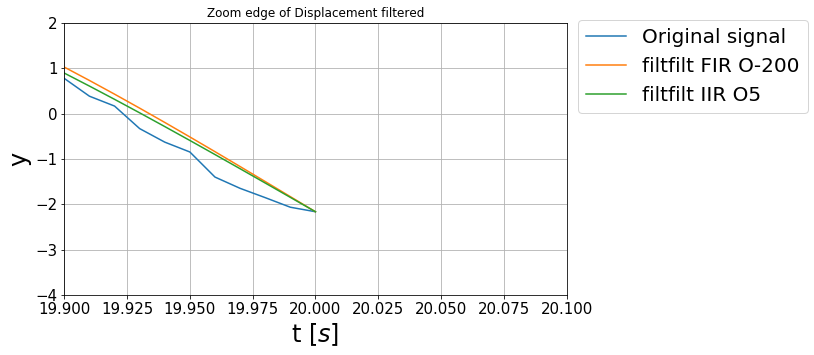 Zoom edge of Displacement filtered
2
1
0
−1
−2
−3
−4
y
19.900 19.925 19.950 19.975 20.000 20.025 20.050 20.075 20.100
t [s]
Original signal
filtfilt FIR O-200
filtfilt IIR O5